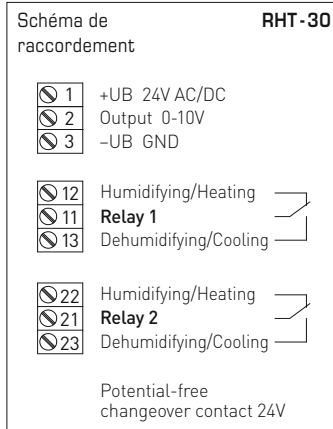 Schéma de RHT-30
raccordement
1 +UB 24V AC/DC
2 Output 0-10V
3 –UB GND
12 Humidifying/Heating
11 Relay 1
13 Dehumidifying/Cooling
22 Humidifying/Heating
21 Relay 2
23 Dehumidifying/Cooling
Potential-free
changeover contact 24V